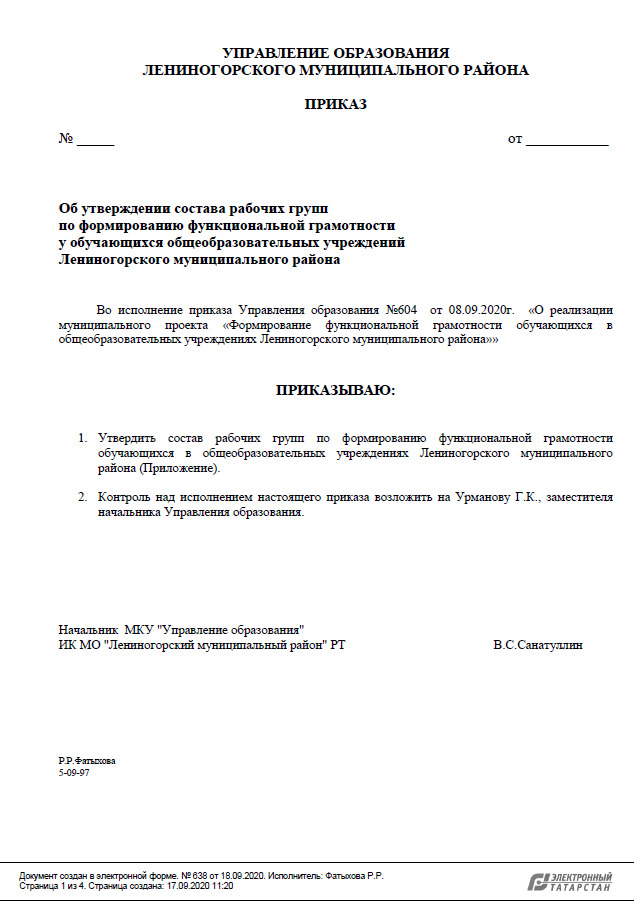 УПРАВЛЕНИЕ ОБРАЗОВАНИЯ
ЛЕНИНОГОРСКОГО МУНИЦИПАЛЬНОГО РАЙОНА
ПРИКАЗ
№ _____ от ___________
Об утверждении состава рабочих групп
по формированию функциональной грамотности
у обучающихся общеобразовательных учреждений
Лениногорского муниципального района
Во исполнение приказа Управления образования №604 от 08.09.2020г. «О реализации
муниципального проекта «Формирование функциональной грамотности обучающихся в
общеобразовательных учреждениях Лениногорского муниципального района»»
ПРИКАЗЫВАЮ:
1. Утвердить состав рабочих групп по формированию функциональной грамотности
обучающихся в общеобразовательных учреждениях Лениногорского муниципального
района (Приложение).
2. Контроль над исполнением настоящего приказа возложить на Урманову Г.К., заместителя
начальника Управления образования.
Начальник МКУ "Управление образования"
ИК МО "Лениногорский муниципальный район" РТ В.С.Санатуллин
Р.Р.Фатыхова
5-09-97
Документ создан в электронной форме. № 638 от 18.09.2020. Исполнитель: Фатыхова Р.Р.
Страница 1 из 4. Страница создана: 17.09.2020 11:20
ЭЛЕКТРОННЫЙ
ТАТАРСТАН